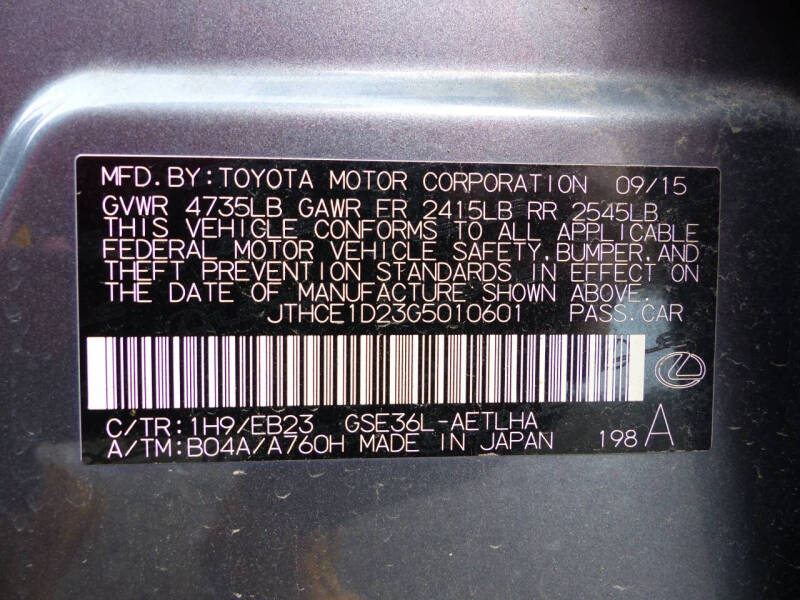 MFD.BY:TOYOTA MOTOR CORPORATION 09/15
GVWR 4735LB GAWR FR 2415LB RR 2545LB
THIS VEHICLE CONFORMS TO ALL APPLICABLE
FEDERAL MOTOR VEHICLE SAFETY,BUMPER,AND
THEFT PREVENTION STANDARDS IN EFFECT ON
THE DATE OF MANUFACTURE SHOWN ABOVE.
JTHCE1D23G5010601 PASS.CAR
C/TR:1H9/EB23 GSE36L-AETLHA
A/TM:B04A/A760H MADE IN JAPAN 198 A